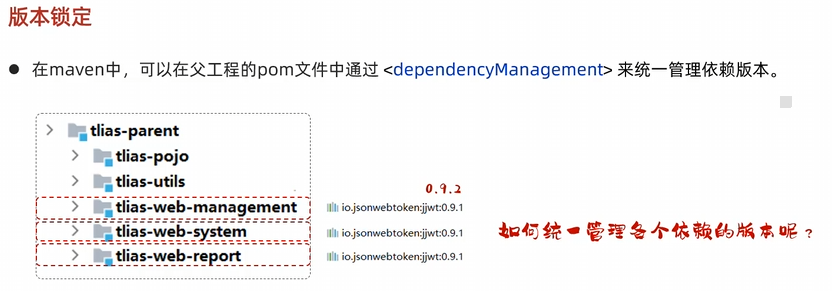 版本锁定
● 在maven中，可以在父工程的pom文件中通过 <dependencyManagement> 来统一管理依赖版本。
tlias-parent
tlias-pojo
tlias-utils
0.9.2
tlias-web-management io.jsonwebtoken:jjwt:0.9.1
tlias-web-system io.jsonwebtoken:jjwt:0.9.1
tlias-web-report io.jsonwebtoken:jjwt:0.9.1
如何统一管理各个依赖的版本呢？